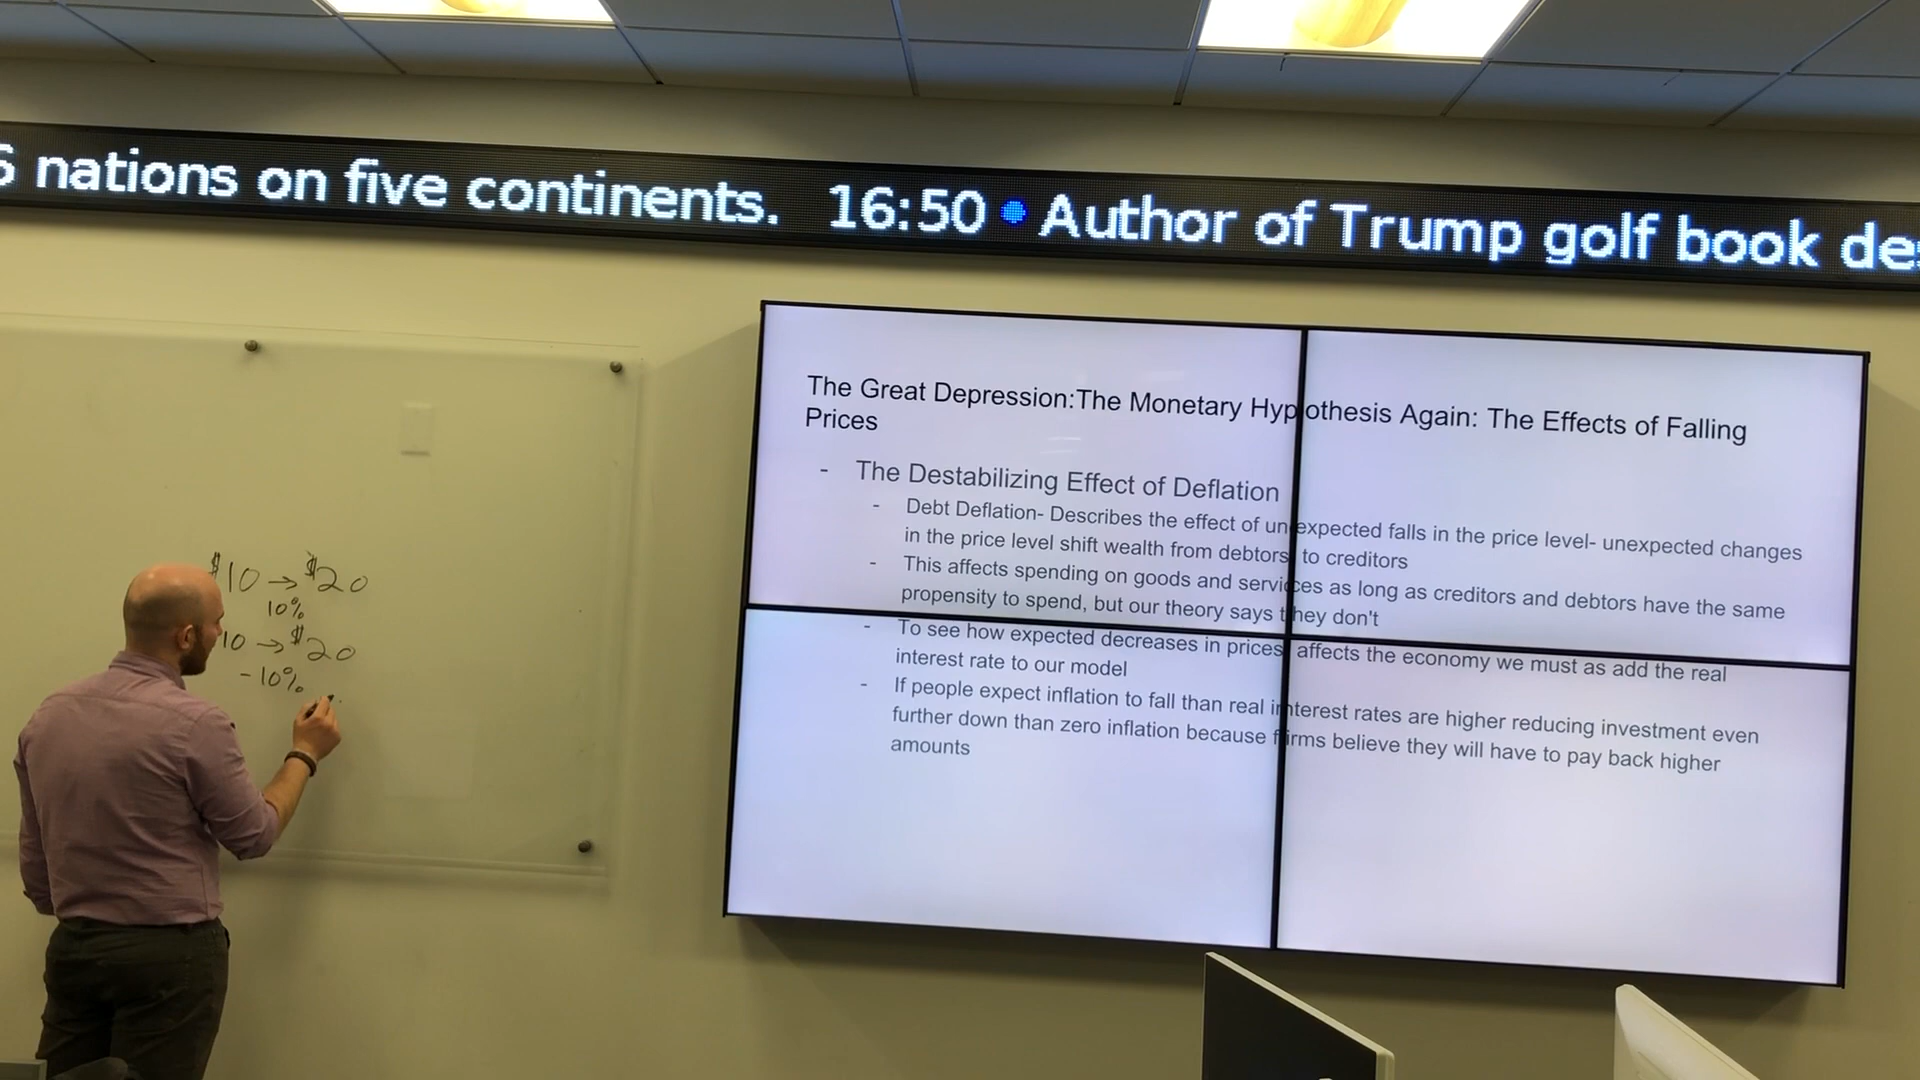 nations on five continents. 16:50 • Author of Trump golf book
$10 → $20
10%
10 → $20
-10%
The Great Depression:The Monetary Hypothesis Again: The Effects of Falling
Prices
- The Destabilizing Effect of Deflation
- Debt Deflation- Describes the effect of unexpected falls in the price level- unexpected changes
in the price level shift wealth from debtors to creditors
- This affects spending on goods and services as long as creditors and debtors have the same
propensity to spend, but our theory says they don't
- To see how expected decreases in prices affects the economy we must as add the real
interest rate to our model
- If people expect inflation to fall than real interest rates are higher reducing investment even
further down than zero inflation because firms believe they will have to pay back higher
amounts